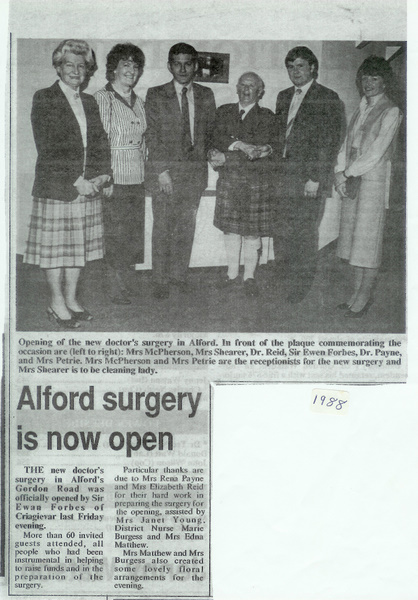 Opening of the new doctor's surgery in Alford. In front of the plaque commemorating the
occasion are (left to right): Mrs McPherson, Mrs Shearer, Dr. Reid, Sir Ewen Forbes, Dr. Payne,
and Mrs Petrie. Mrs McPherson and Mrs Petrie are the receptionists for the new surgery and
Mrs Shearer is to be cleaning lady.
Alford surgery
is now open
1988
THE new doctor's
surgery in Alford's
Gordon Road was
officially opened by Sir
Ewan Forbes of
Criagievar last Friday
evening.
More than 60 invited
guests attended, all
people who had been
instrumental in helping
to raise funds and in the
preparation of the
surgery.
Particular thanks are
due to Mrs Rena Payne
and Mrs Elizabeth Reid
for their hard work in
preparing the surgery for
the opening, assisted by
Mrs Janet Young,
District Nurse Marie
Burgess and Mrs Edna
Matthew.
Mrs Matthew and Mrs
Burgess also created
some lovely floral
arrangements for the
evening.